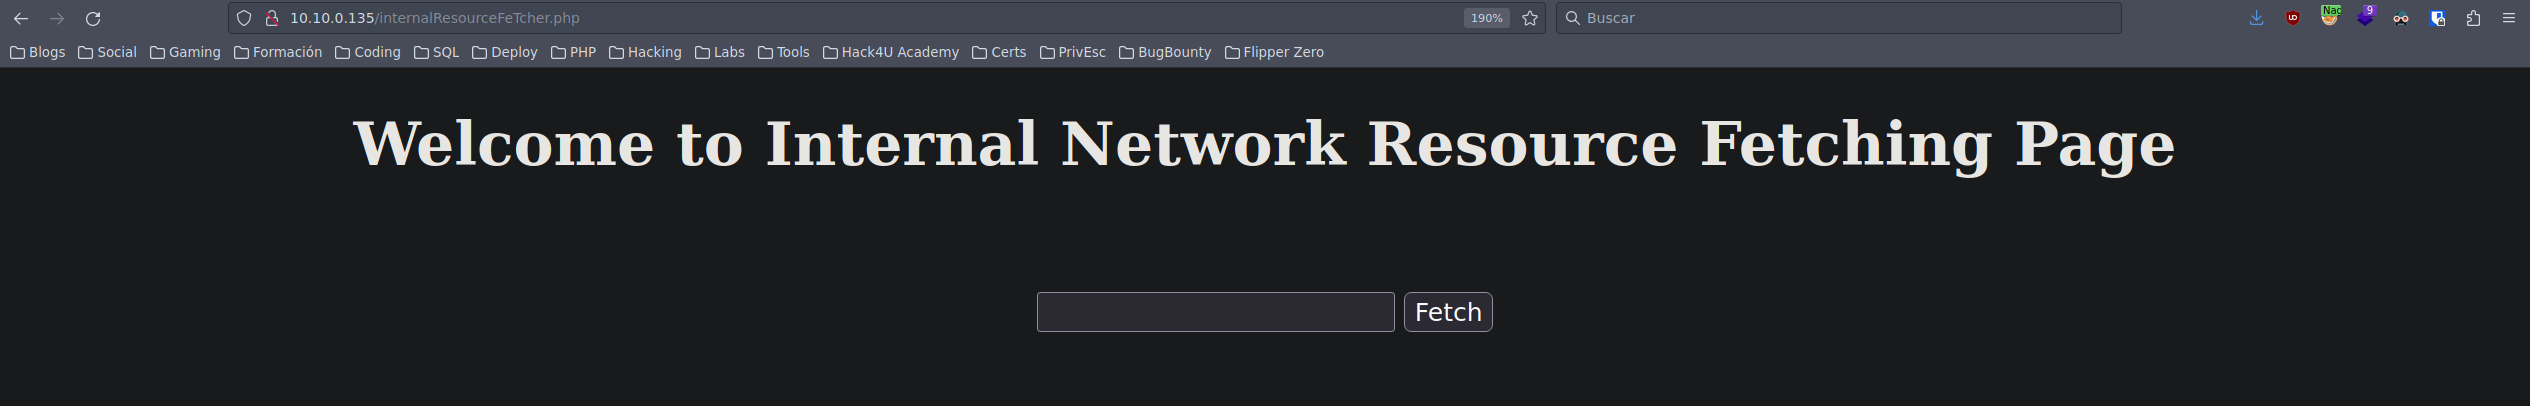 10.10.0.135/internalResourceFeTcher.php 190% Buscar Nac 9
Blogs Social Gaming Formación Coding SQL Deploy PHP Hacking Labs Tools Hack4U Academy Certs PrivEsc BugBounty Flipper Zero
Welcome to Internal Network Resource Fetching Page
Fetch